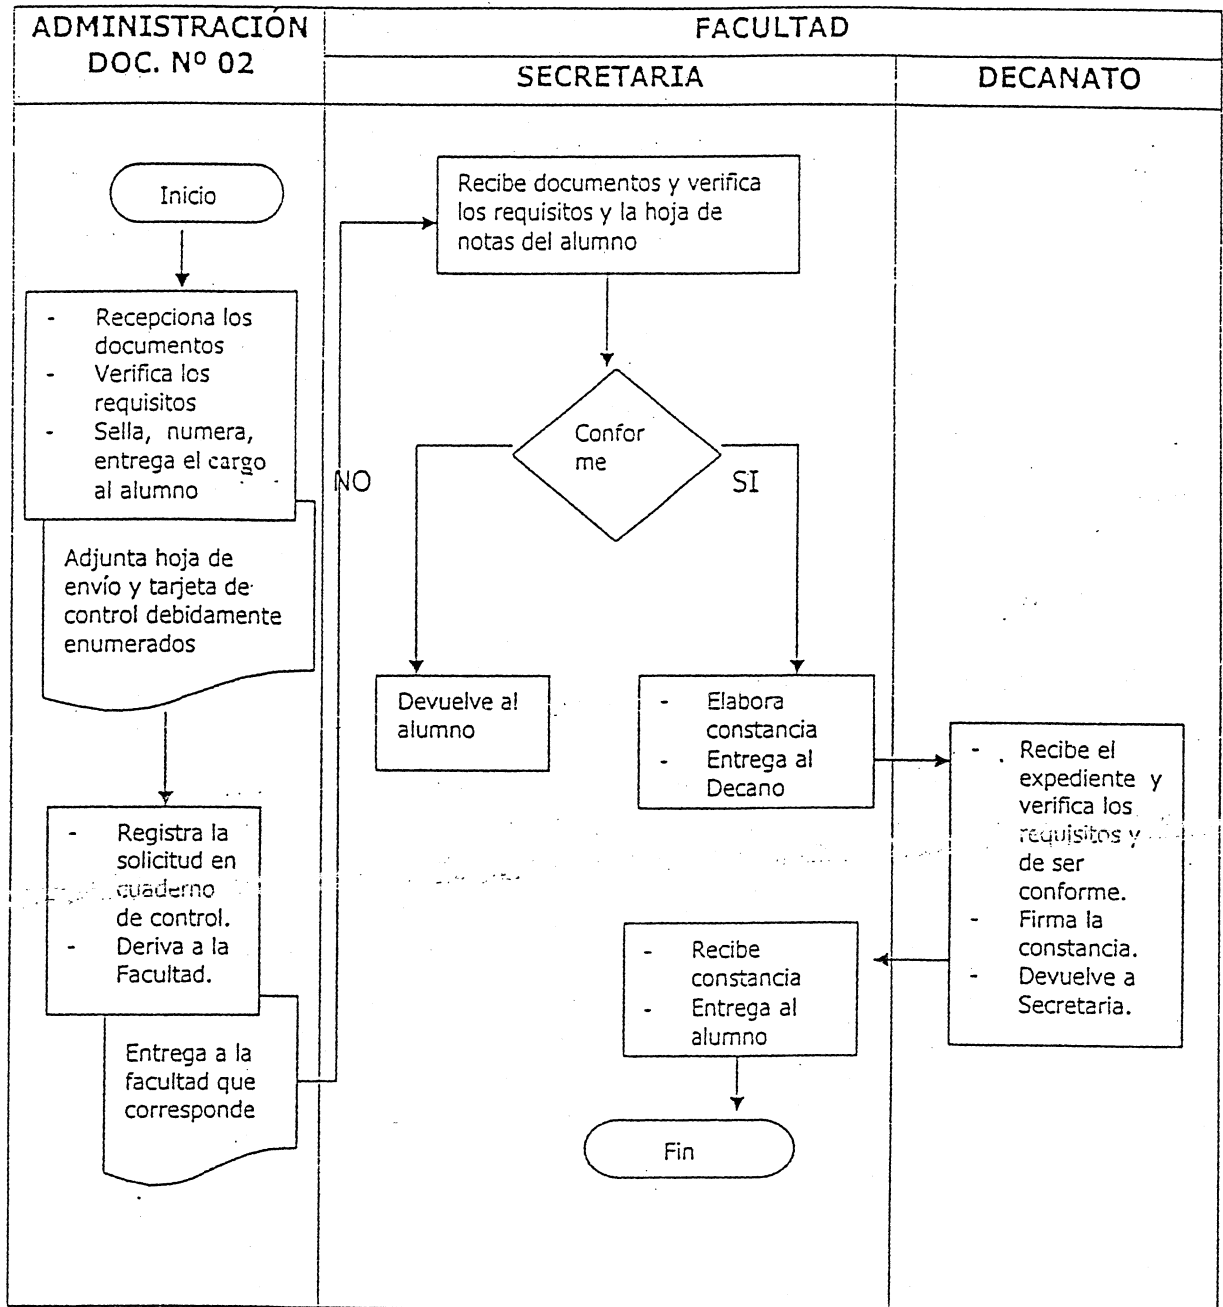 ADMINISTRACIÓN
DOC. Nº 02
FACULTAD
SECRETARIA
DECANATO
Inicio
- Recepciona los
documentos
- Verifica los
requisitos
- Sella, numera,
entrega el cargo
al alumno
Adjunta hoja de
envío y tarjeta de
control debidamente
enumerados
- Registra la
solicitud en
cuaderno
de control.
- Deriva a la
Facultad.
Entrega a la
facultad que
corresponde
Recibe documentos y verifica
los requisitos y la hoja de
notas del alumno
Confor
me
NO
SI
Devuelve al
alumno
- Elabora
constancia
- Entrega al
Decano
- Recibe el
expediente y
verifica los
requisitos y
de ser
conforme.
- Firma la
constancia.
- Devuelve a
Secretaria.
- Recibe
constancia
- Entrega al
alumno
Fin